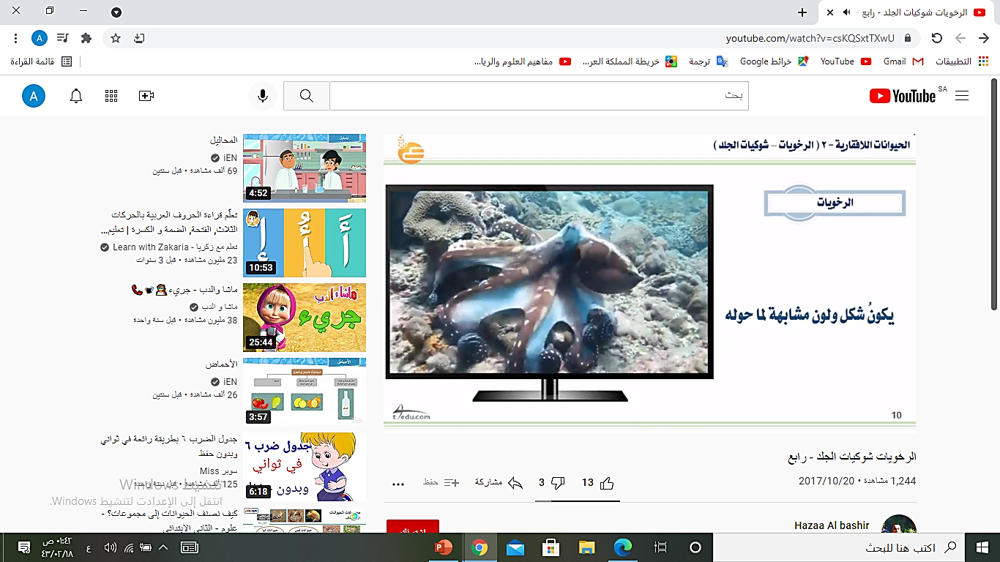 الرخويات شوكيات الجلد - رابع -
youtube.com/watch?v=csKQSxtTXwU
A
التطبيقات
Gmail
YouTube
خرائط Google
ترجمة
خريطة المملكة العر...
مفاهيم العلوم والريا...
قائمة القراءة
YouTube SA
بحث
A
الحيوانات اللافقارية - ٢ ( الرخويات - شوكيات الجلد )
الرخويات
يكونُ شكل ولون مشابهة لما حوله
t7edu.com
10
الرخويات شوكيات الجلد - رابع
1,244 مشاهدة • 2017/10/20
13
3
مشاركة
حفظ
Hazaa Al bashir
اشتراك
المحاليل
iEN
69 ألف مشاهدة • قبل سنتين
4:52
تعلَّم قراءة الحروف العربية بالحركات
الثلاث, الفتحة, الضمة و الكسرة | تعليم...
تعلم مع زكريا - Learn with Zakaria
23 مليون مشاهدة • قبل 3 سنوات
أَ
أُ
إِ
10:53
ماشا والدب - جريء
ماشا و الدب
38 مليون مشاهدة • قبل سنة واحدة
ماشا والدب
جريء
25:44
الأحماض
iEN
26 ألف مشاهدة • قبل سنتين
الأحماض
3:57
جدول الضرب ٦ بطريقة رائعة في ثواني
وبدون حفظ
سوبر Miss
125 ألف مشاهدة • قبل سنة واحدة
جدول ضرب ٦
في ثواني
وبدون
6:18
كيف نصنف الحيوانات إلى مجموعات؟ -
علوم - الثاني الابتدائي
تنشيط Windows
انتقل إلى الإعدادت لتنشيط Windows.
اكتب هنا للبحث
ع
٠١:٤٢ ص
٤٣/٠٢/١٨